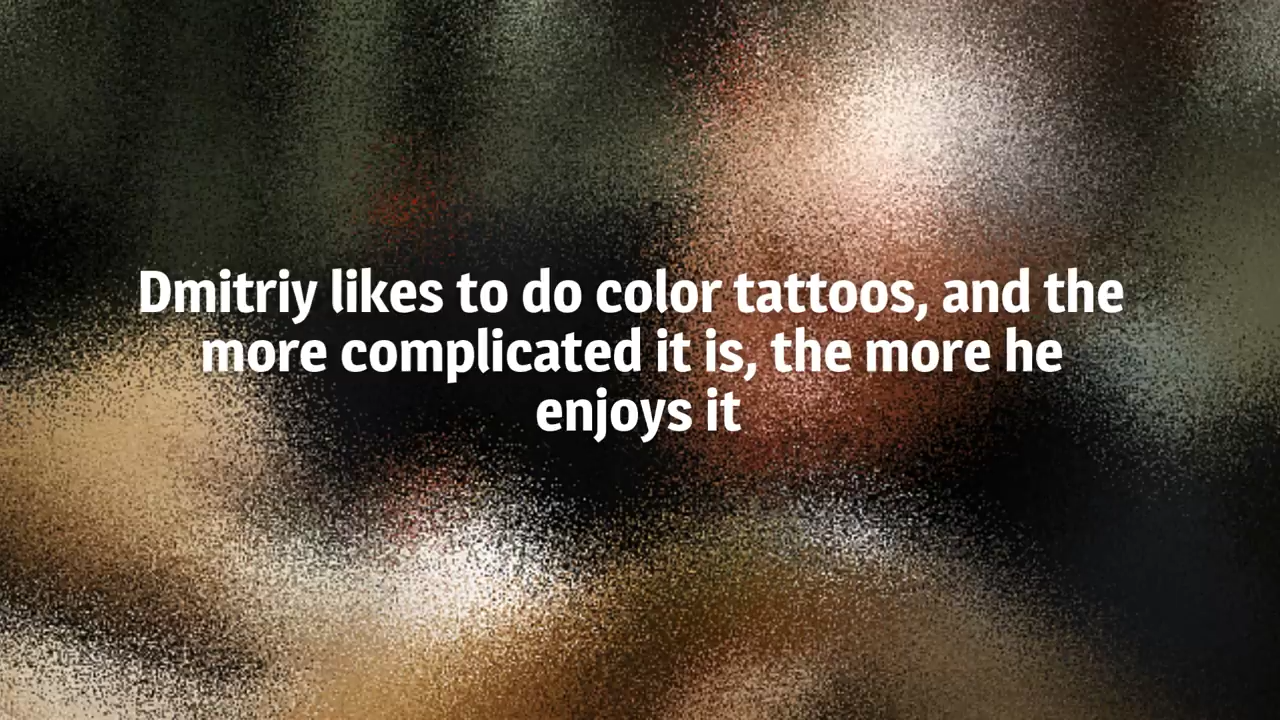 Dmitriy likes to do color tattoos, and the
more complicated it is, the more he
enjoys it